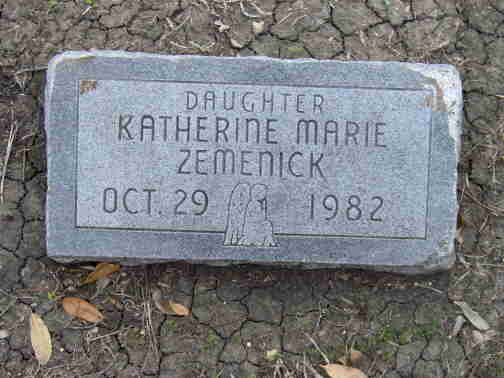 DAUGHTER
KATHERINE MARIE
ZEMENICK
OCT. 29 1982